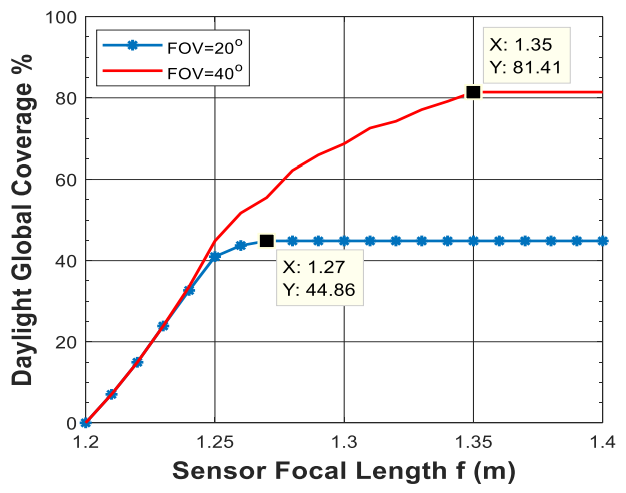 FOV=20°
FOV=40°
X: 1.35
Y: 81.41
X: 1.27
Y: 44.86
Daylight Global Coverage %
100
80
60
40
20
0
1.2 1.25 1.3 1.35 1.4
Sensor Focal Length f (m)